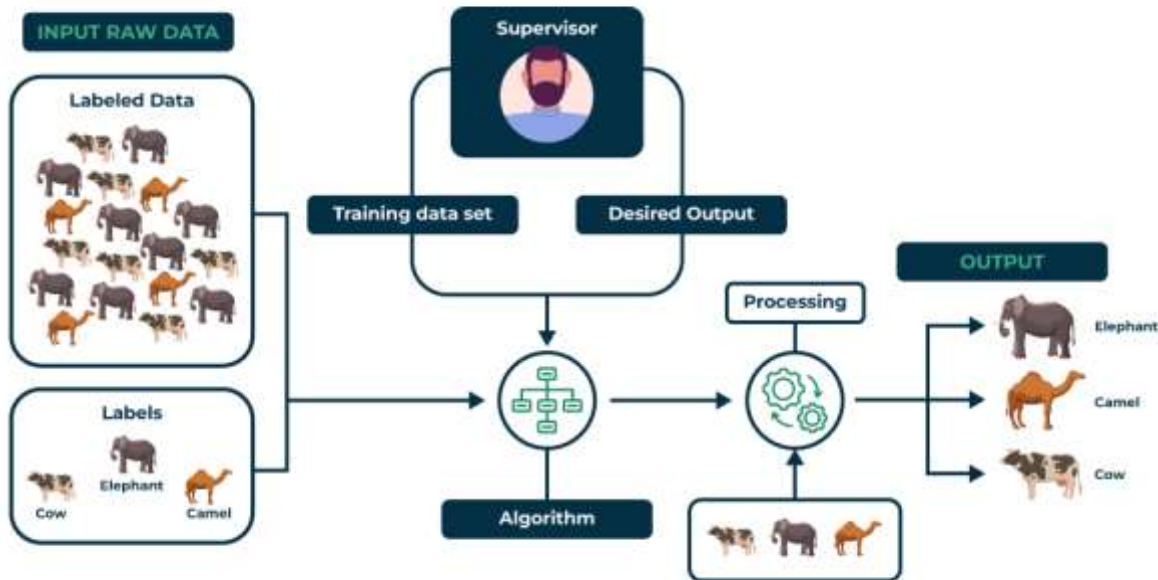 INPUT RAW DATA
Labeled Data
Labels
Elephant
Cow
Camel
Supervisor
Training data set
Desired Output
Algorithm
Processing
OUTPUT
Elephant
Camel
Cow